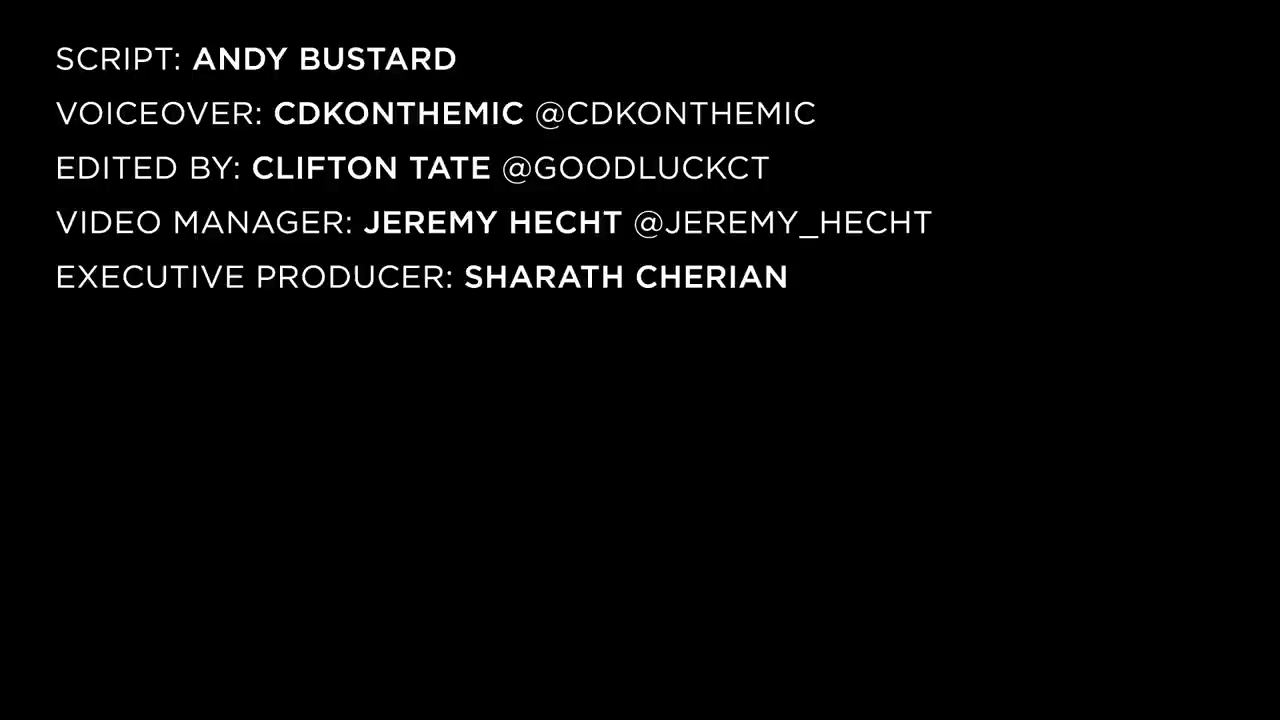 SCRIPT: ANDY BUSTARD
VOICEOVER: CDKONTHEMIC @CDKONTHEMIC
EDITED BY: CLIFTON TATE @GOODLUCKCT
VIDEO MANAGER: JEREMY HECHT @JEREMY_HECHT
EXECUTIVE PRODUCER: SHARATH CHERIAN